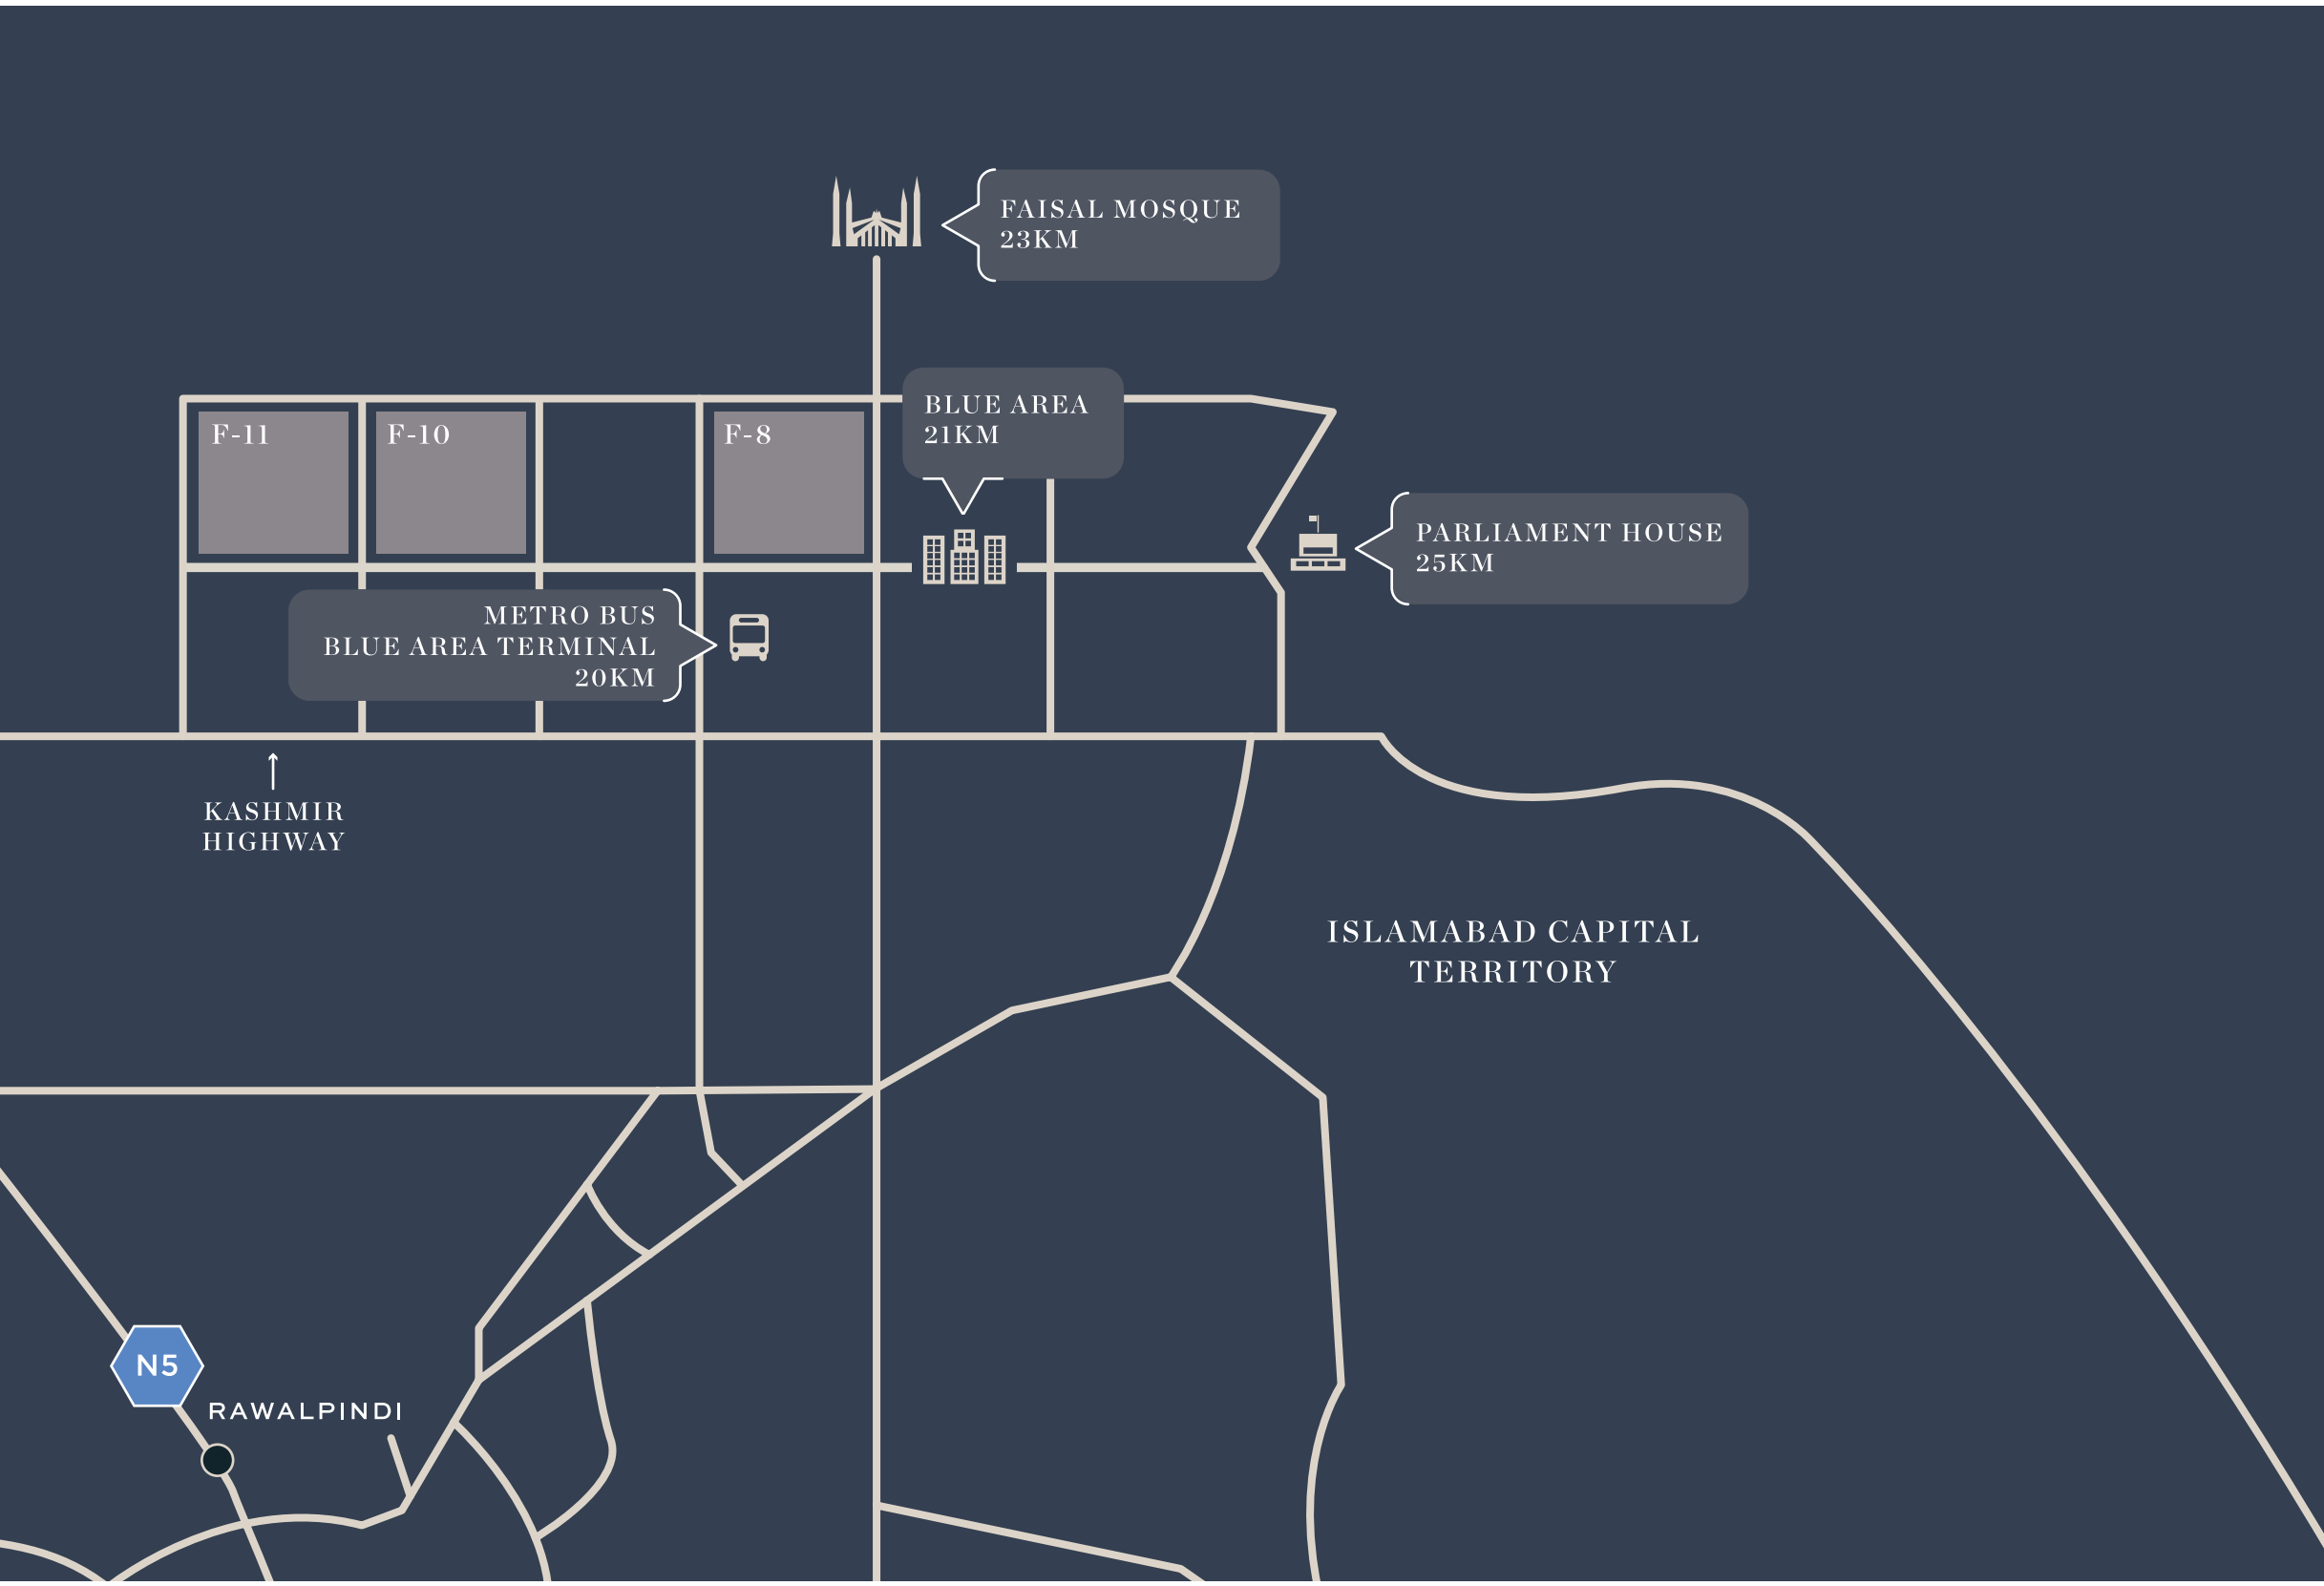 FAISAL MOSQUE
23KM
BLUE AREA
21KM
F-11
F-10
F-8
PARLIAMENT HOUSE
25KM
METRO BUS
BLUE AREA TERMINAL
20KM
KASHMIR
HIGHWAY
ISLAMABAD CAPITAL
TERRITORY
N5
RAWALPINDI